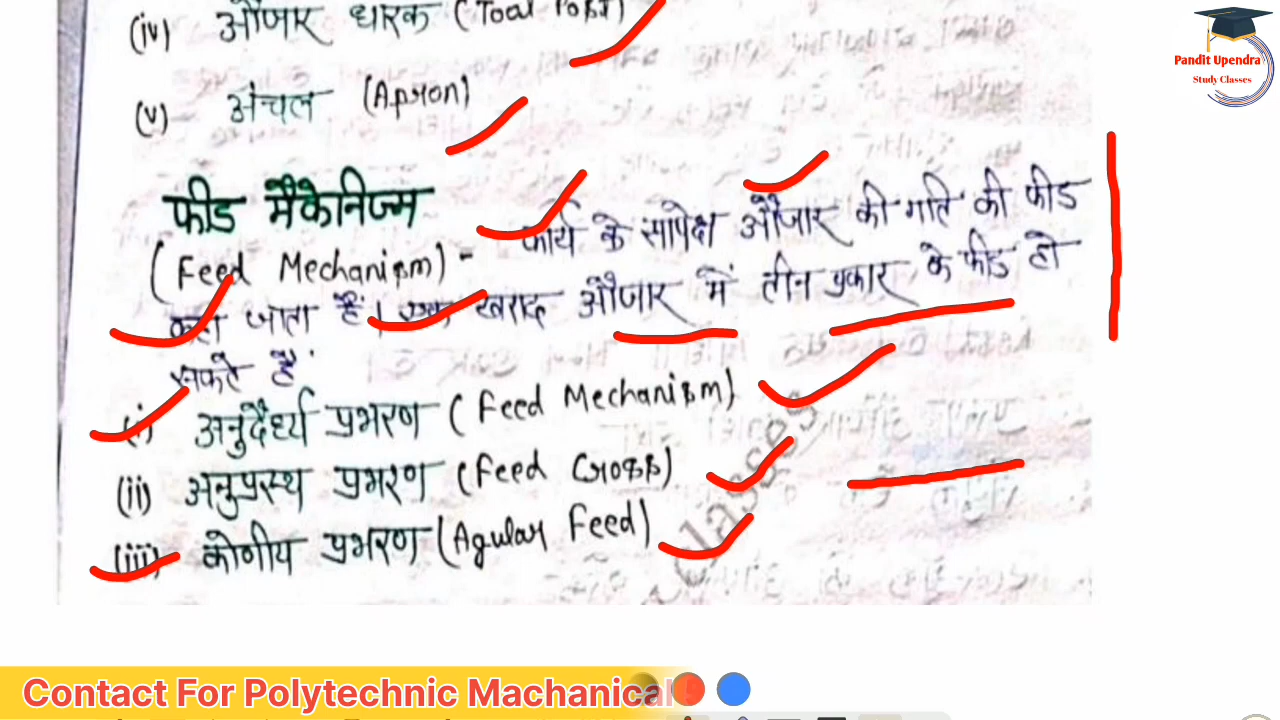 (iv) औजार धारक (Tool Post)
(v) अंचल (Apron)
फीड मैकेनिज्म
(Feed Mechanism) - कार्य के सापेक्ष औजार की गति की फीड
कहा जाता है। एक खराद औजार में तीन प्रकार के फीड हो
सकते है।
(i) अनुदैर्ध्य प्रभरण (Feed Mechanism)
(ii) अनुप्रस्थ प्रभरण (Feed Cross)
(iii) कोणीय प्रभरण (Agular Feed)
Classes
Pandit Upendra
Study Classes
Contact For Polytechnic Machanical